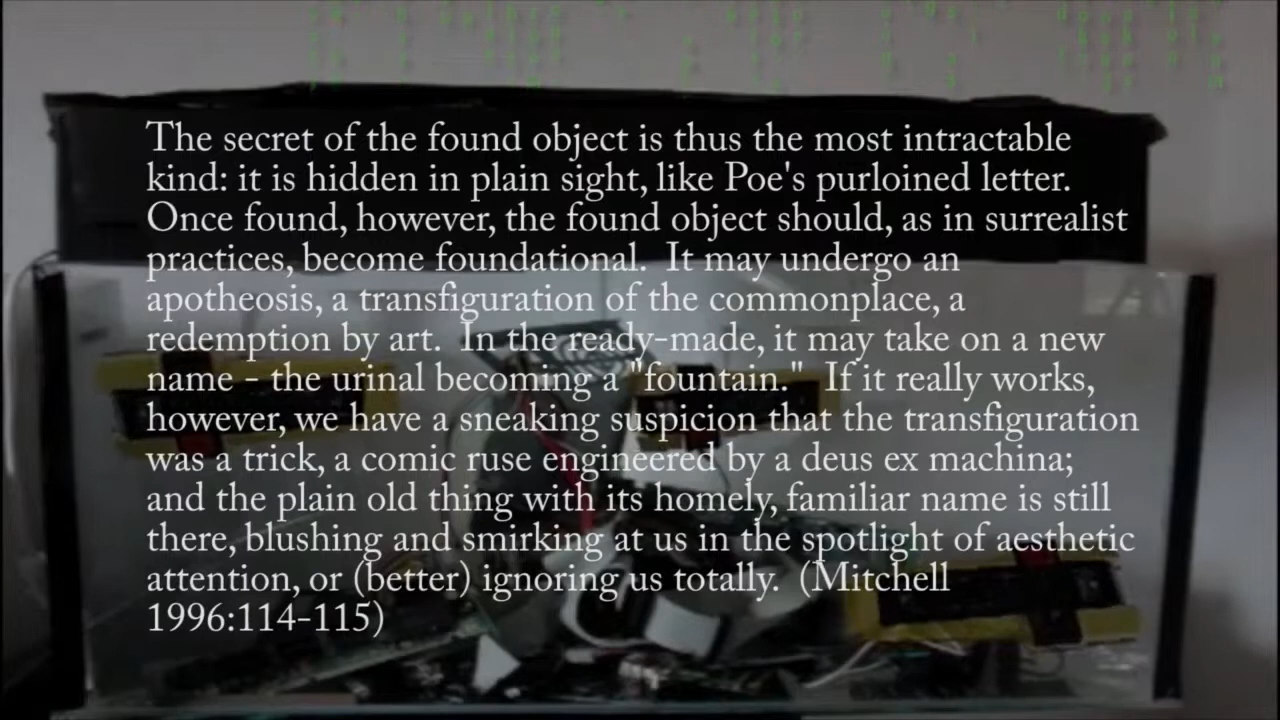 The secret of the found object is thus the most intractable
kind: it is hidden in plain sight, like Poe's purloined letter.
Once found, however, the found object should, as in surrealist
practices, become foundational.  It may undergo an
apotheosis, a transfiguration of the commonplace, a
redemption by art.  In the ready-made, it may take on a new
name - the urinal becoming a "fountain."  If it really works,
however, we have a sneaking suspicion that the transfiguration
was a trick, a comic ruse engineered by a deus ex machina;
and the plain old thing with its homely, familiar name is still
there, blushing and smirking at us in the spotlight of aesthetic
attention, or (better) ignoring us totally.  (Mitchell
1996:114-115)